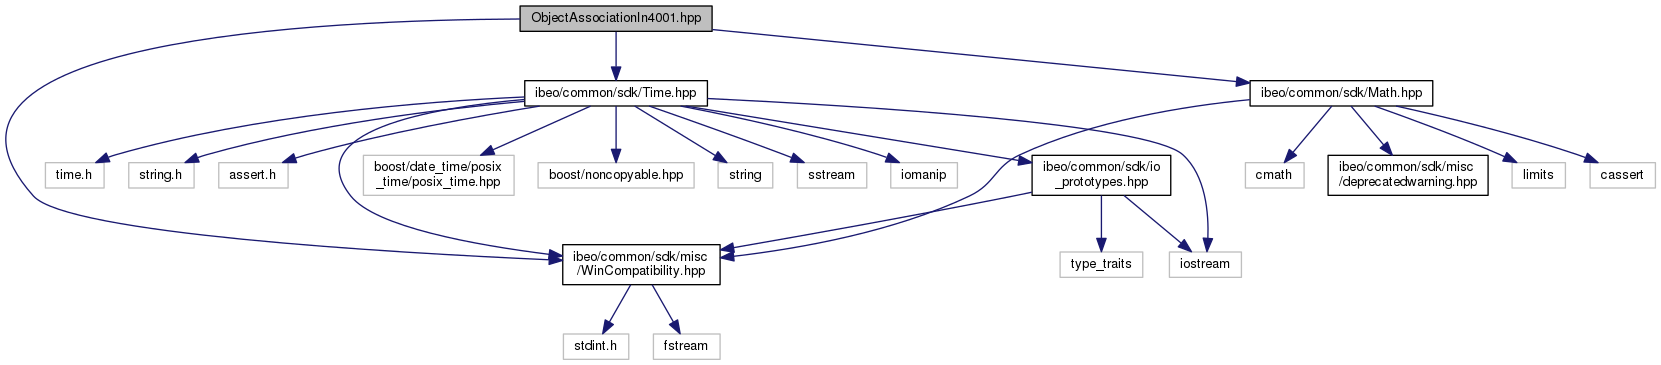 ObjectAssociationIn4001.hpp
ibeo/common/sdk/Time.hpp
ibeo/common/sdk/Math.hpp
time.h
string.h
assert.h
boost/date_time/posix
_time/posix_time.hpp
boost/noncopyable.hpp
string
sstream
iomanip
ibeo/common/sdk/io
_prototypes.hpp
cmath
ibeo/common/sdk/misc
/deprecatedwarning.hpp
limits
cassert
ibeo/common/sdk/misc
/WinCompatibility.hpp
type_traits
iostream
stdint.h
fstream